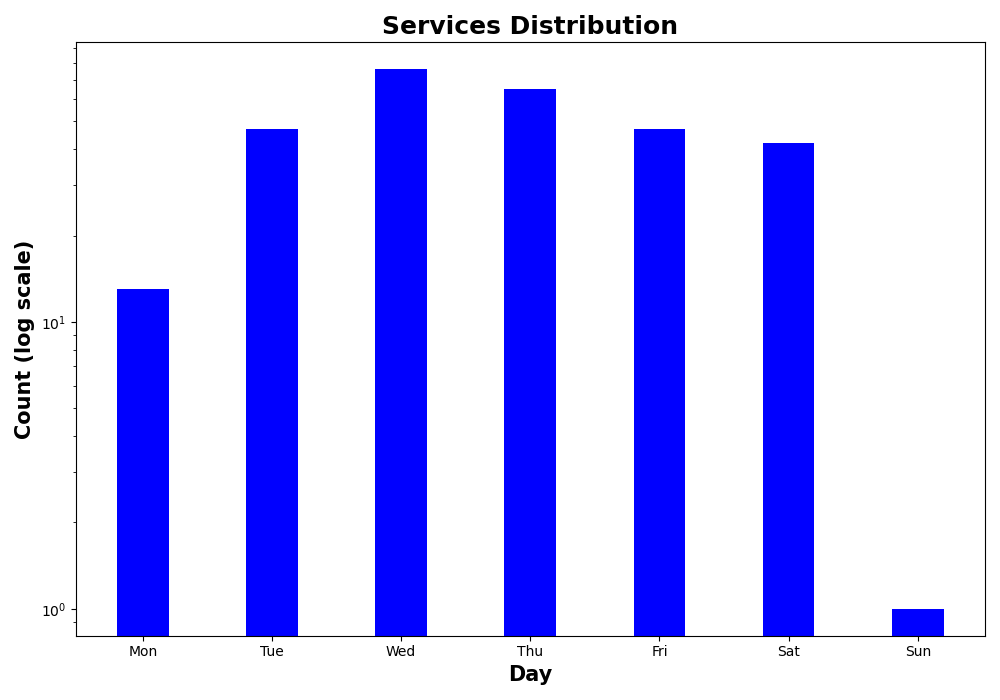 Services Distribution
Count (log scale)
10¹
10⁰
Mon Tue Wed Thu Fri Sat Sun
Day